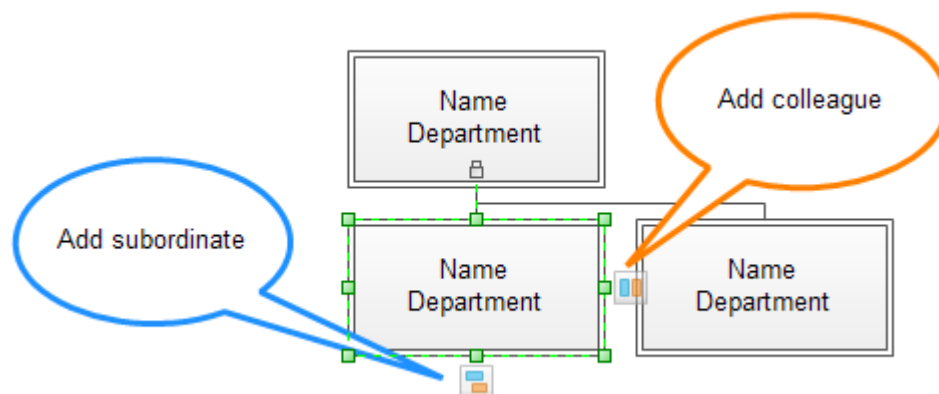 Name
Department
Add colleague
Add subordinate
Name
Department
Name
Department